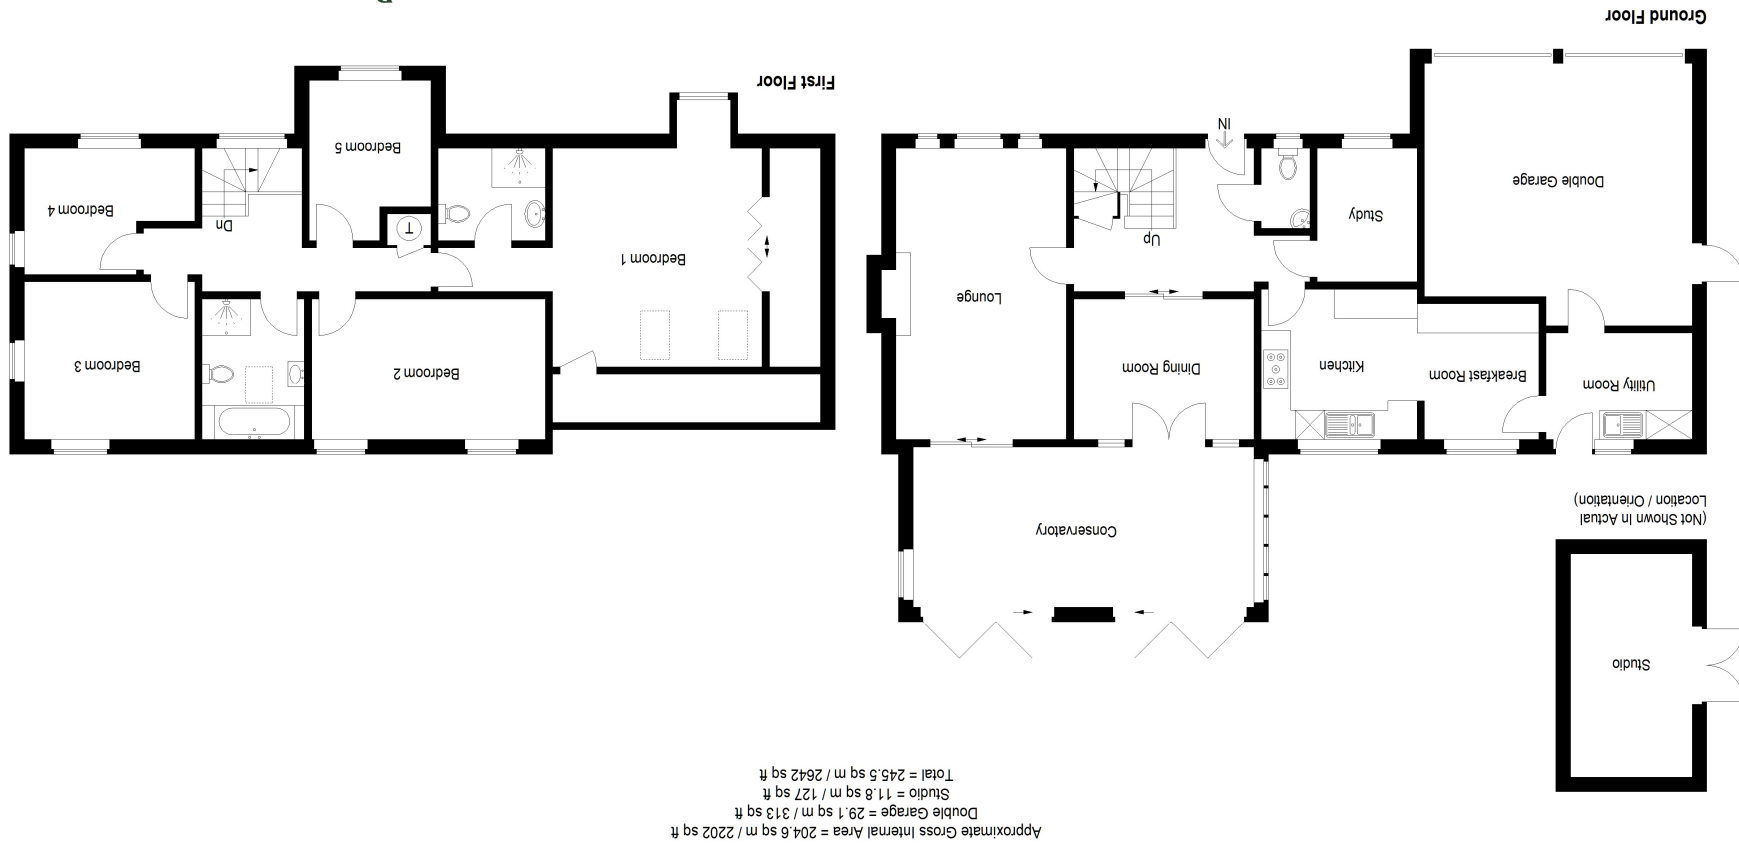 Approximate Gross Internal Area = 204.6 sq m / 2202 sq ft
Double Garage = 29.1 sq m / 313 sq ft
Studio = 11.8 sq m / 127 sq ft
Total = 245.5 sq m / 2642 sq ft
Studio
(Not Shown In Actual
Location / Orientation)
Conservatory
Utility Room
Breakfast Room
Kitchen
Dining Room
Lounge
Up
Study
Double Garage
IN
Ground Floor
Bedroom 2
Bedroom 3
Bedroom 1
T
Dn
Bedroom 4
Bedroom 5
First Floor